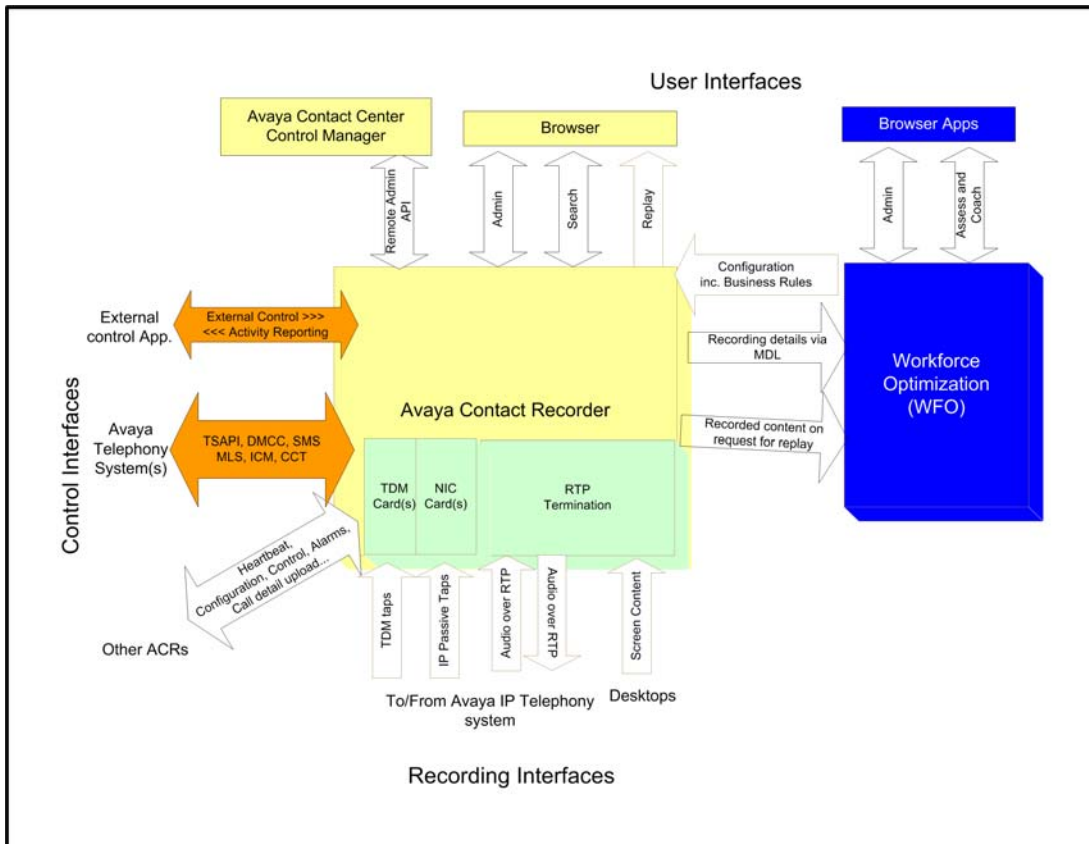 User Interfaces
Avaya Contact Center
Control Manager
Browser
Browser Apps
Remote Admin
API
Admin
Search
Replay
Admin
Assess and
Coach
Configuration
inc. Business Rules
External
control App.
External Control >>>
<<< Activity Reporting
Recording details via
MDL
Workforce
Optimization
(WFO)
Avaya Contact Recorder
Recorded content on
request for replay
Control Interfaces
Avaya
Telephony
System(s)
TSAPI, DMCC, SMS
MLS, ICM, CCT
TDM
Card(s)
NIC
Card(s)
RTP
Termination
Heartbeat,
Configuration, Control, Alarms,
Call detail upload...
Other ACRs
TDM taps
IP Passive Taps
Audio over RTP
Audio over RTP
Screen Content
To/From Avaya IP Telephony
system
Desktops
Recording Interfaces